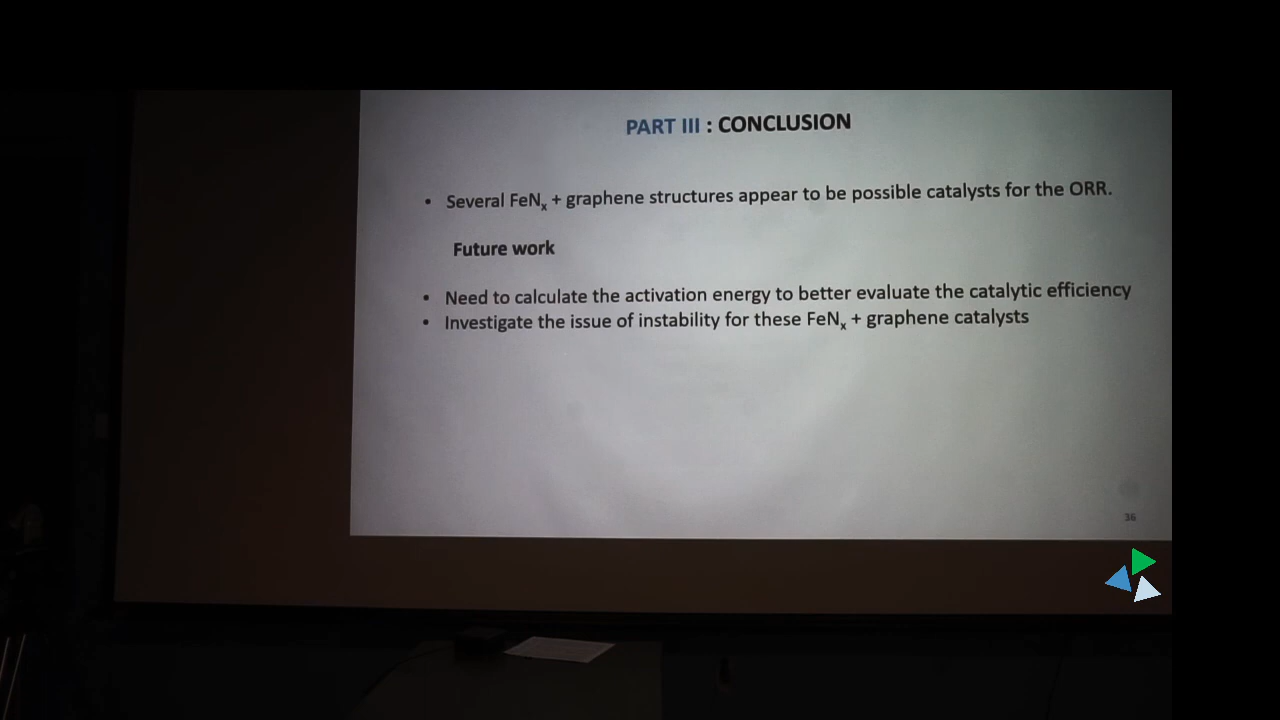 PART III : CONCLUSION
• Several FeNₓ + graphene structures appear to be possible catalysts for the ORR.
Future work
• Need to calculate the activation energy to better evaluate the catalytic efficiency
• Investigate the issue of instability for these FeNₓ + graphene catalysts
36